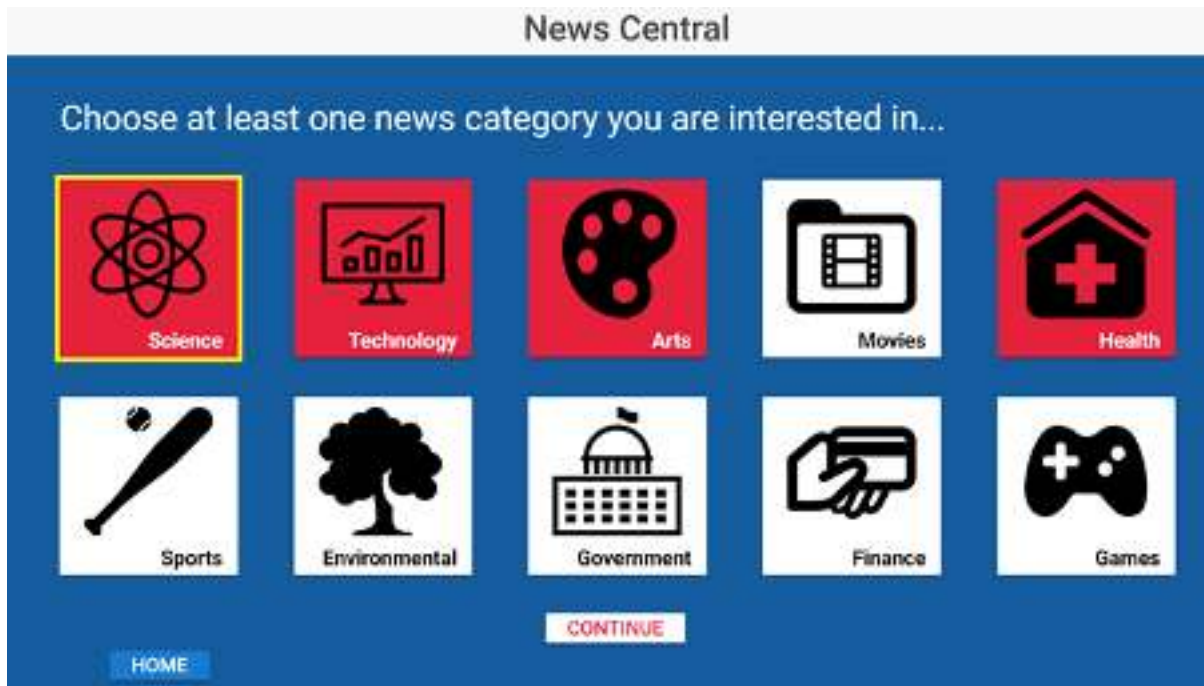 News Central
Choose at least one news category you are interested in...
Science
Technology
Arts
Movies
Health
Sports
Environmental
Government
Finance
Games
CONTINUE
HOME